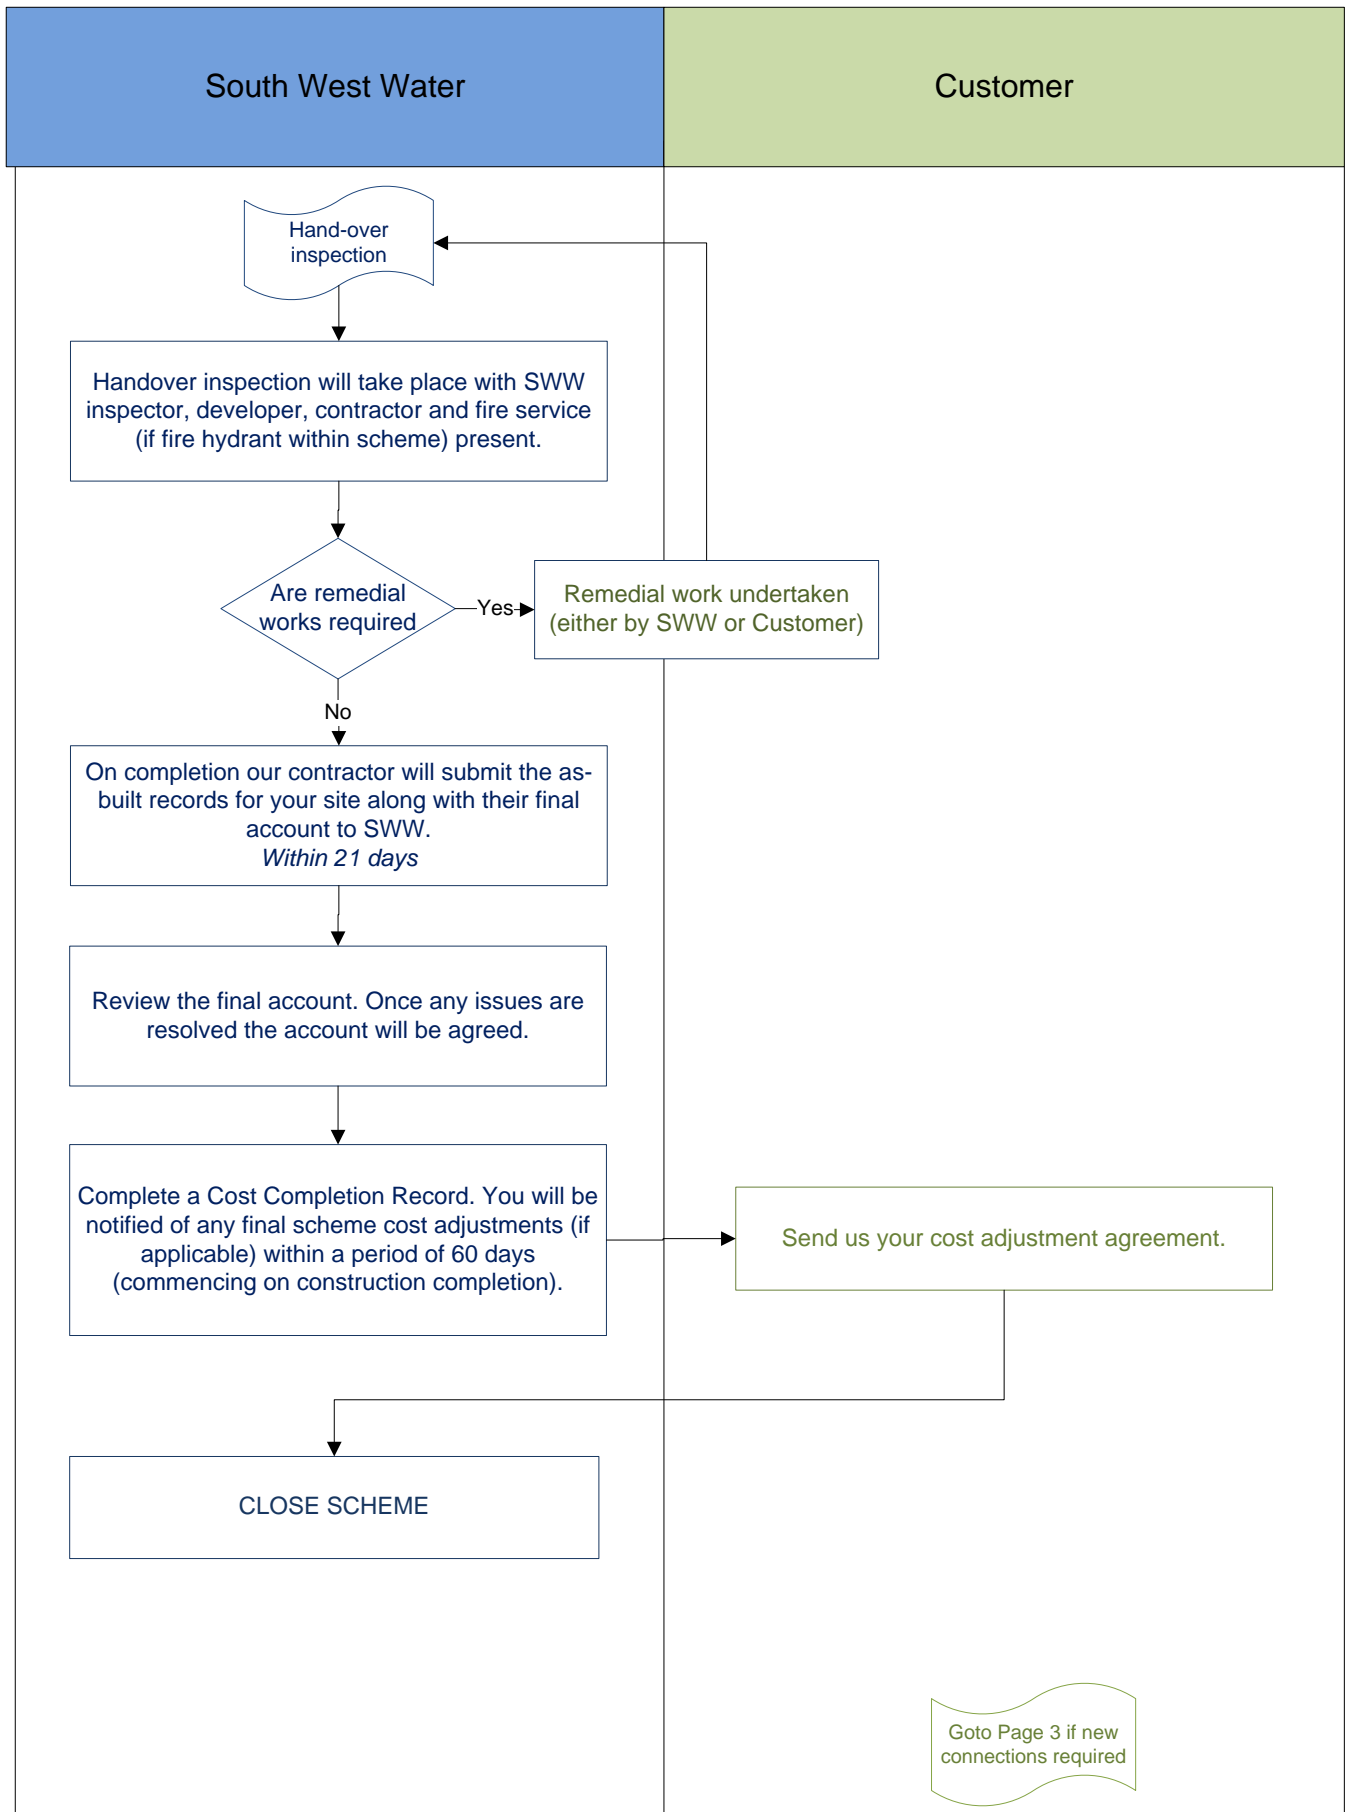 South West Water
Customer
Hand-over
inspection
Handover inspection will take place with SWW
inspector, developer, contractor and fire service
(if fire hydrant within scheme) present.
Are remedial
works required
Yes
Remedial work undertaken
(either by SWW or Customer)
No
On completion our contractor will submit the as-
built records for your site along with their final
account to SWW.
Within 21 days
Review the final account. Once any issues are
resolved the account will be agreed.
Complete a Cost Completion Record. You will be
notified of any final scheme cost adjustments (if
applicable) within a period of 60 days
(commencing on construction completion).
Send us your cost adjustment agreement.
CLOSE SCHEME
Goto Page 3 if new
connections required